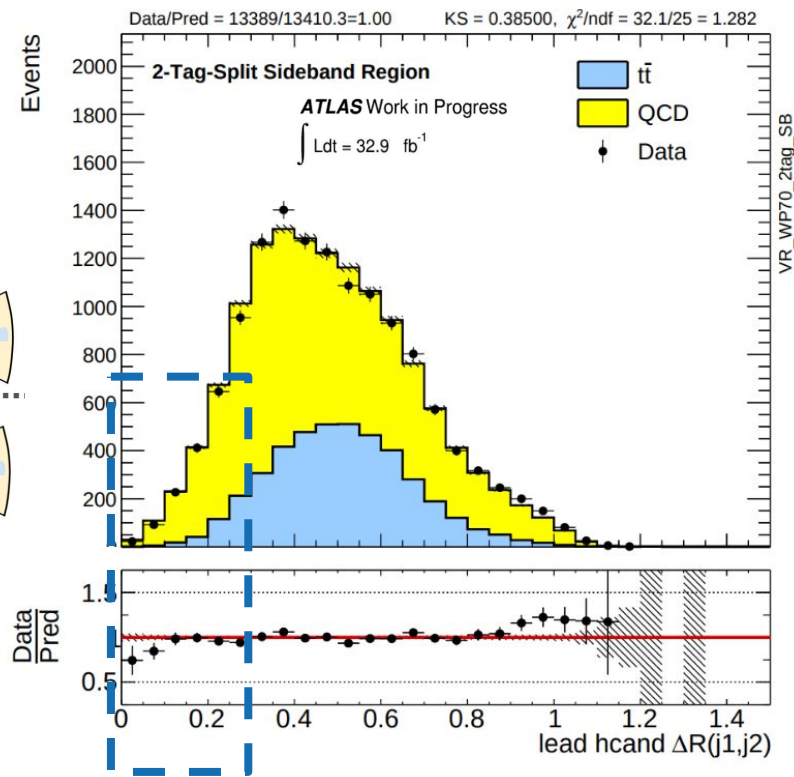 Data/Pred = 13389/13410.3=1.00 KS = 0.38500, χ²/ndf = 32.1/25 = 1.282
Events
2000
1800
1600
1400
1200
1000
800
600
400
200
2-Tag-Split Sideband Region
ATLAS Work in Progress
∫ Ldt = 32.9 fb⁻¹
tt̄
QCD
Data
VR_WP70_2tag_SB
Data
Pred
1.5
0.5
0 0.2 0.4 0.6 0.8 1 1.2 1.4
lead hcand ΔR(j1,j2)